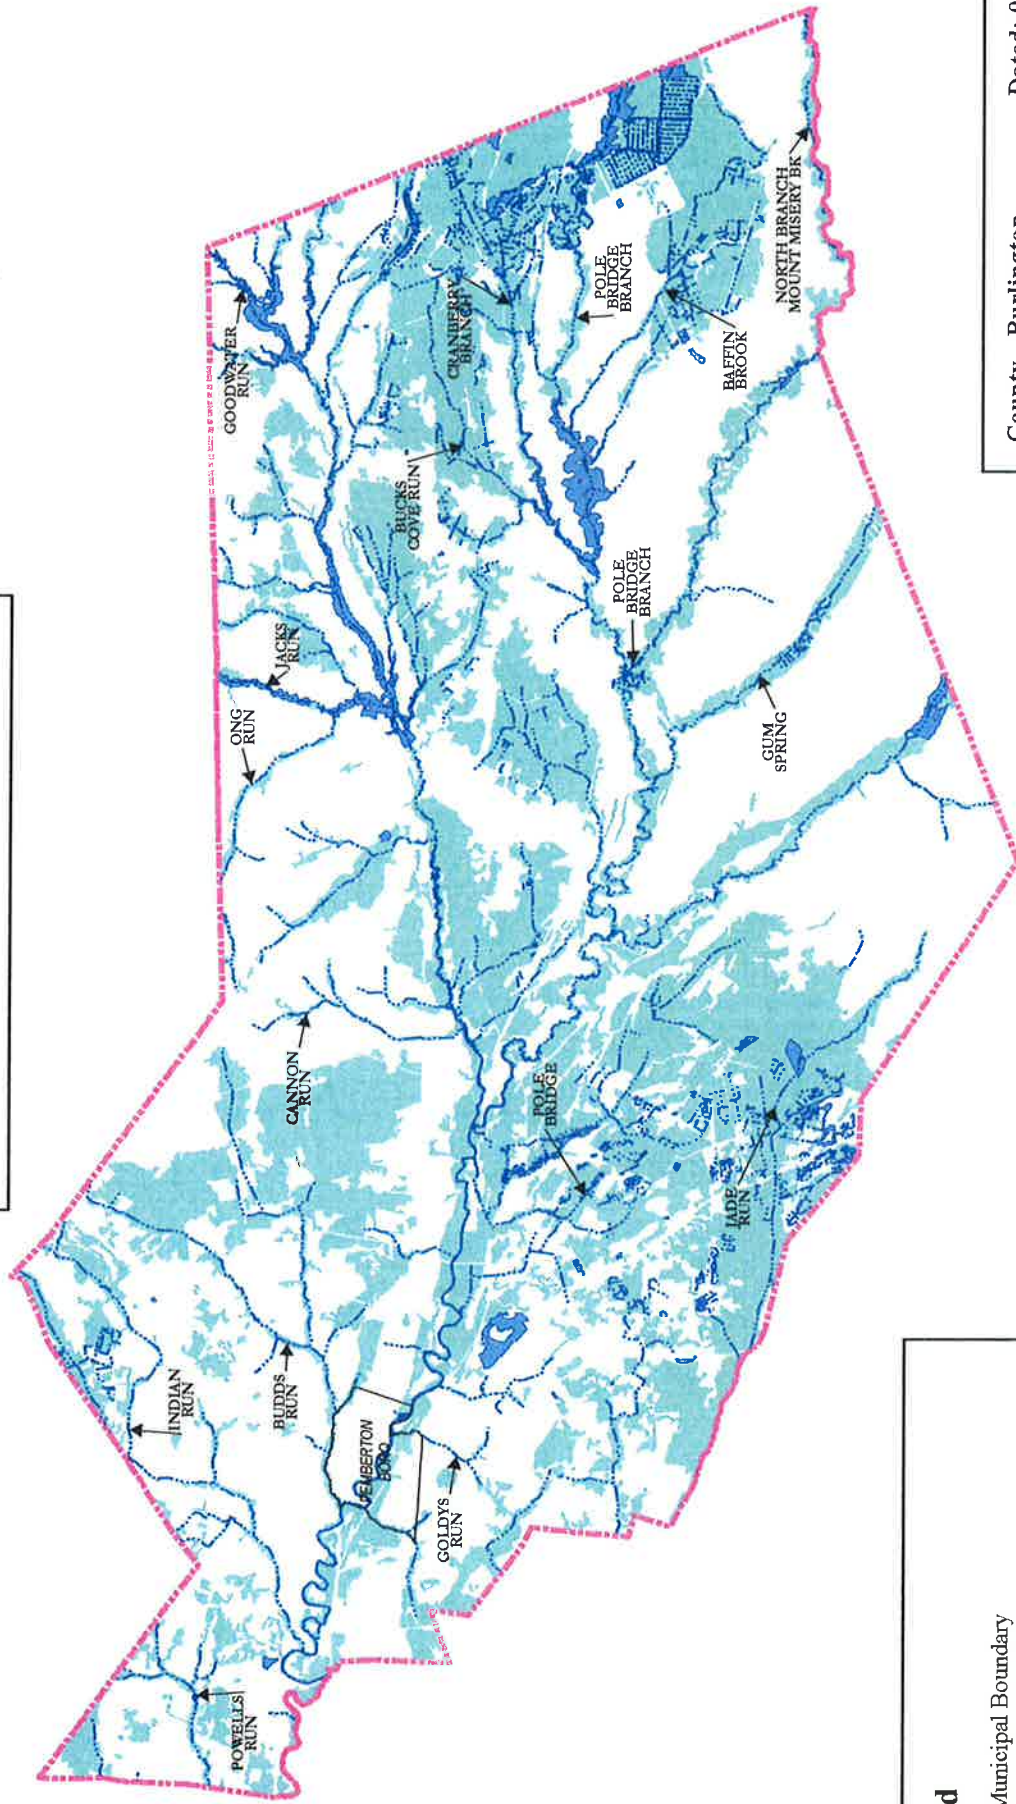 GOODWATER
RUN
JACKS
RUN
ONG
RUN
CRANBERRY
BRANCH
BUCKS
COVE RUN
POLE
BRIDGE
BRANCH
BAFFIN
BROOK
NORTH BRANCH
MOUNT MISERY BK
POLE
BRIDGE
BRANCH
GUM
SPRING
CANNON
RUN
POLE
BRIDGE
JADE
RUN
INDIAN
RUN
BUDDS
RUN
PEMBERTON
BORO
GOLDYS
RUN
POWELLS
RUN
Municipal Boundary
County Burlington
Dated: